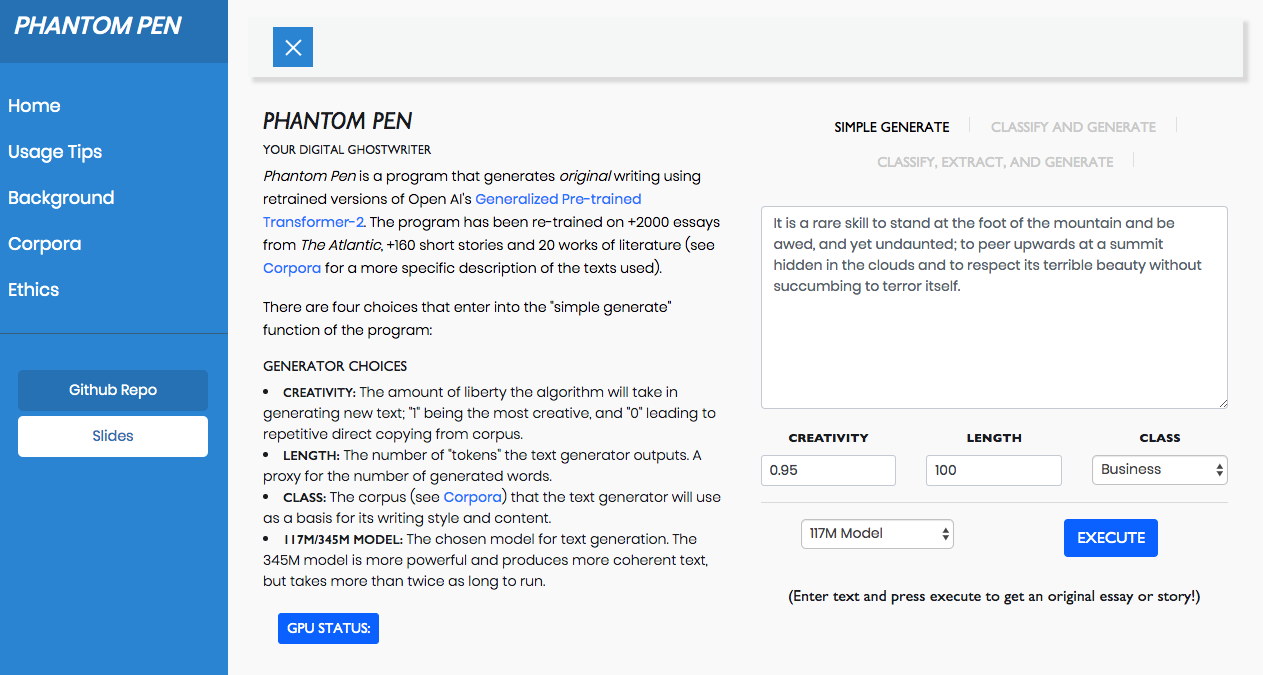 PHANTOM PEN
Home
Usage Tips
Background
Corpora
Ethics
Github Repo
Slides
PHANTOM PEN
YOUR DIGITAL GHOSTWRITER
Phantom Pen is a program that generates original writing using
retrained versions of Open AI's Generalized Pre-trained
Transformer-2. The program has been re-trained on +2000 essays
from The Atlantic, +160 short stories and 20 works of literature (see
Corpora for a more specific description of the texts used).
There are four choices that enter into the "simple generate"
function of the program:
GENERATOR CHOICES
• CREATIVITY: The amount of liberty the algorithm will take in
generating new text; "1" being the most creative, and "0" leading to
repetitive direct copying from corpus.
• LENGTH: The number of "tokens" the text generator outputs. A
proxy for the number of generated words.
• CLASS: The corpus (see Corpora) that the text generator will use
as a basis for its writing style and content.
• 117M/345M MODEL: The chosen model for text generation. The
345M model is more powerful and produces more coherent text,
but takes more than twice as long to run.
GPU STATUS:
SIMPLE GENERATE
CLASSIFY AND GENERATE
CLASSIFY, EXTRACT, AND GENERATE
It is a rare skill to stand at the foot of the mountain and be
awed, and yet undaunted; to peer upwards at a summit
hidden in the clouds and to respect its terrible beauty without
succumbing to terror itself.
CREATIVITY LENGTH CLASS
0.95 100 Business
117M Model EXECUTE
(Enter text and press execute to get an original essay or story!)